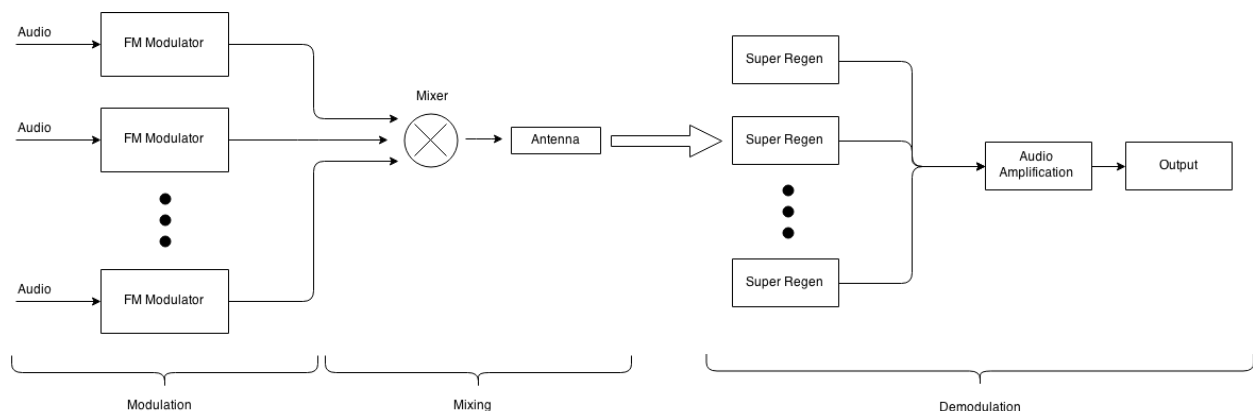 Audio
FM Modulator
Audio
FM Modulator
Audio
FM Modulator
Mixer
Antenna
Super Regen
Super Regen
Super Regen
Audio
Amplification
Output
Modulation
Mixing
Demodulation